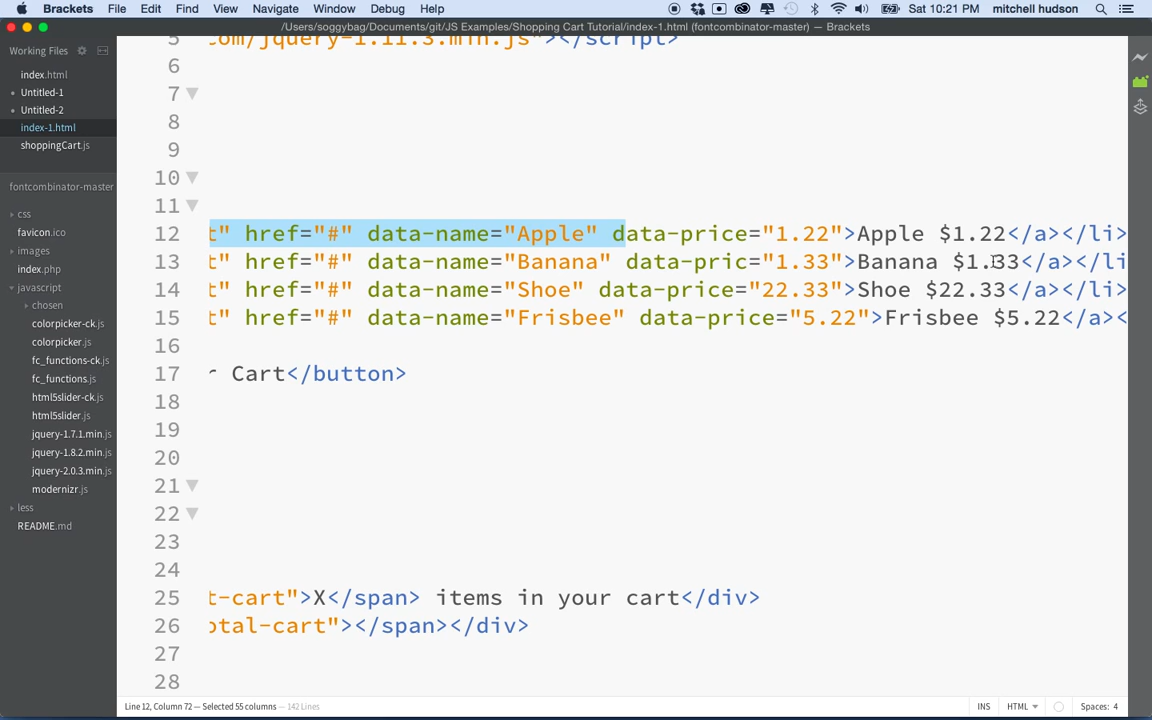 Brackets File Edit View Insert Window Debug Help Sat 10:21 PM mitchell hudson
/Users/soggybag/Documents/git/JS Examples/Shopping Cart Tutorial/index-1.html (fontcombinator-master) — Brackets
Working Files
index.html
Untitled-1
Untitled-2
index-1.html
shoppingCart.js
fontcombinator-master
css
favicon.ico
images
index.php
javascript
chosen
colorpicker-ck.js
colorpicker.js
fc_functions-ck.js
fc_functions.js
html5slider-ck.js
html5slider.js
jquery-1.7.1.min.js
jquery-1.8.2.min.js
jquery-2.0.3.min.js
modernizr.js
less
README.md
5 com/jquery-1.11.3.min.js"></script>
6
7
8
9
10
11
12 t" href="#" data-name="Apple" data-price="1.22">Apple $1.22</a></li>
13 t" href="#" data-name="Banana" data-pric="1.33">Banana $1.33</a></li
14 t" href="#" data-name="Shoe" data-price="22.33">Shoe $22.33</a></li>
15 t" href="#" data-name="Frisbee" data-price="5.22">Frisbee $5.22</a><
16
17 r Cart</button>
18
19
20
21
22
23
24
25 t-cart">X</span> items in your cart</div>
26 otal-cart"></span></div>
27
28
Line 12, Column 72 — Selected 55 columns — 142 Lines INS HTML Spaces: 4